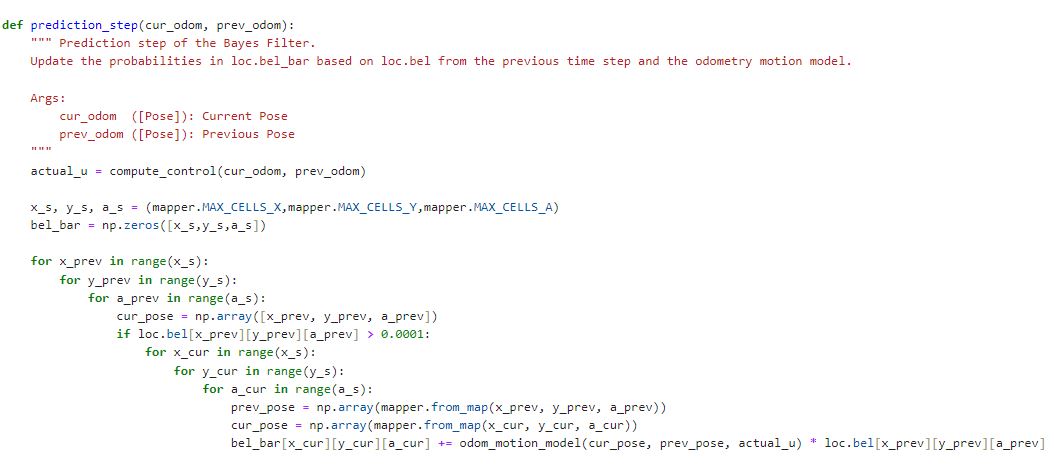 def prediction_step(cur_odom, prev_odom):
    """ Prediction step of the Bayes Filter.
    Update the probabilities in loc.bel_bar based on loc.bel from the previous time step and the odometry motion model.

    Args:
        cur_odom  ([Pose]): Current Pose
        prev_odom ([Pose]): Previous Pose
    """
    actual_u = compute_control(cur_odom, prev_odom)

    x_s, y_s, a_s = (mapper.MAX_CELLS_X,mapper.MAX_CELLS_Y,mapper.MAX_CELLS_A)
    bel_bar = np.zeros([x_s,y_s,a_s])

    for x_prev in range(x_s):
        for y_prev in range(y_s):
            for a_prev in range(a_s):
                cur_pose = np.array([x_prev, y_prev, a_prev])
                if loc.bel[x_prev][y_prev][a_prev] > 0.0001:
                    for x_cur in range(x_s):
                        for y_cur in range(y_s):
                            for a_cur in range(a_s):
                                prev_pose = np.array(mapper.from_map(x_prev, y_prev, a_prev))
                                cur_pose = np.array(mapper.from_map(x_cur, y_cur, a_cur))
                                bel_bar[x_cur][y_cur][a_cur] += odom_motion_model(cur_pose, prev_pose, actual_u) * loc.bel[x_prev][y_prev][a_prev]